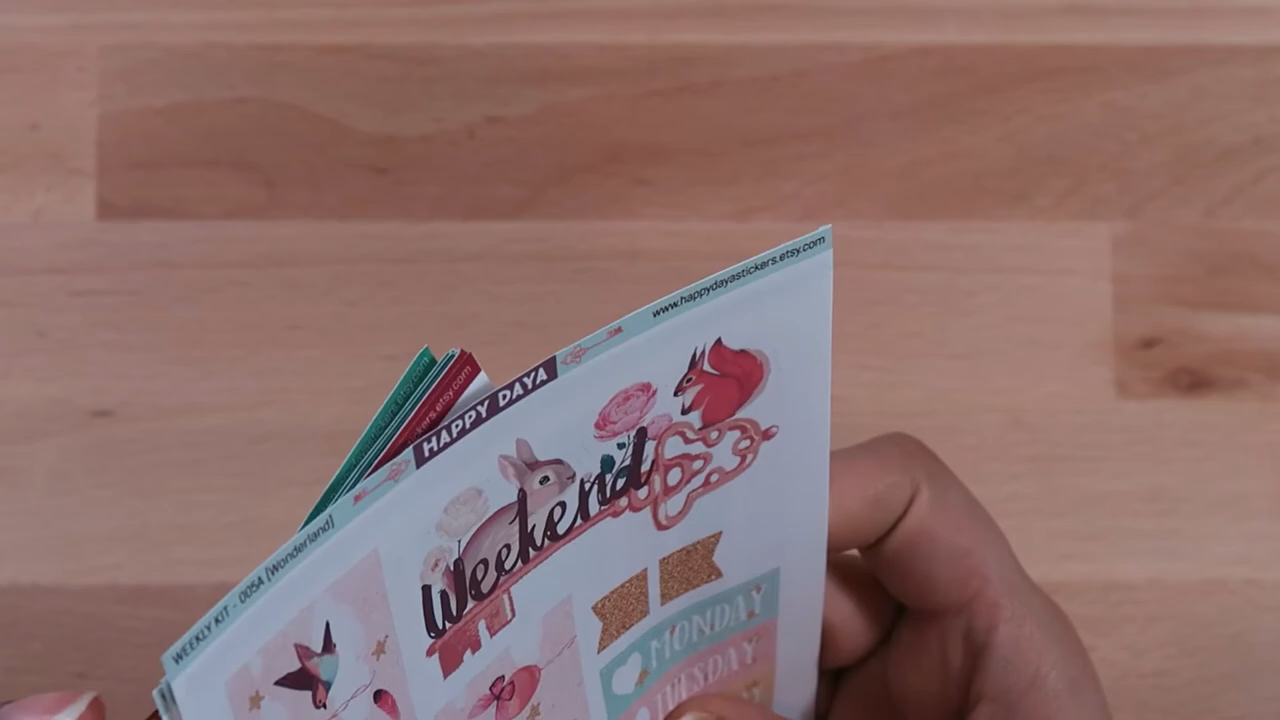 WEEKLY KIT - 005A [Wonderland]
HAPPY DAYA
www.happydayastickers.etsy.com
Weekend
MONDAY
TUESDAY